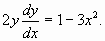 2y dy/dx = 1 − 3x².